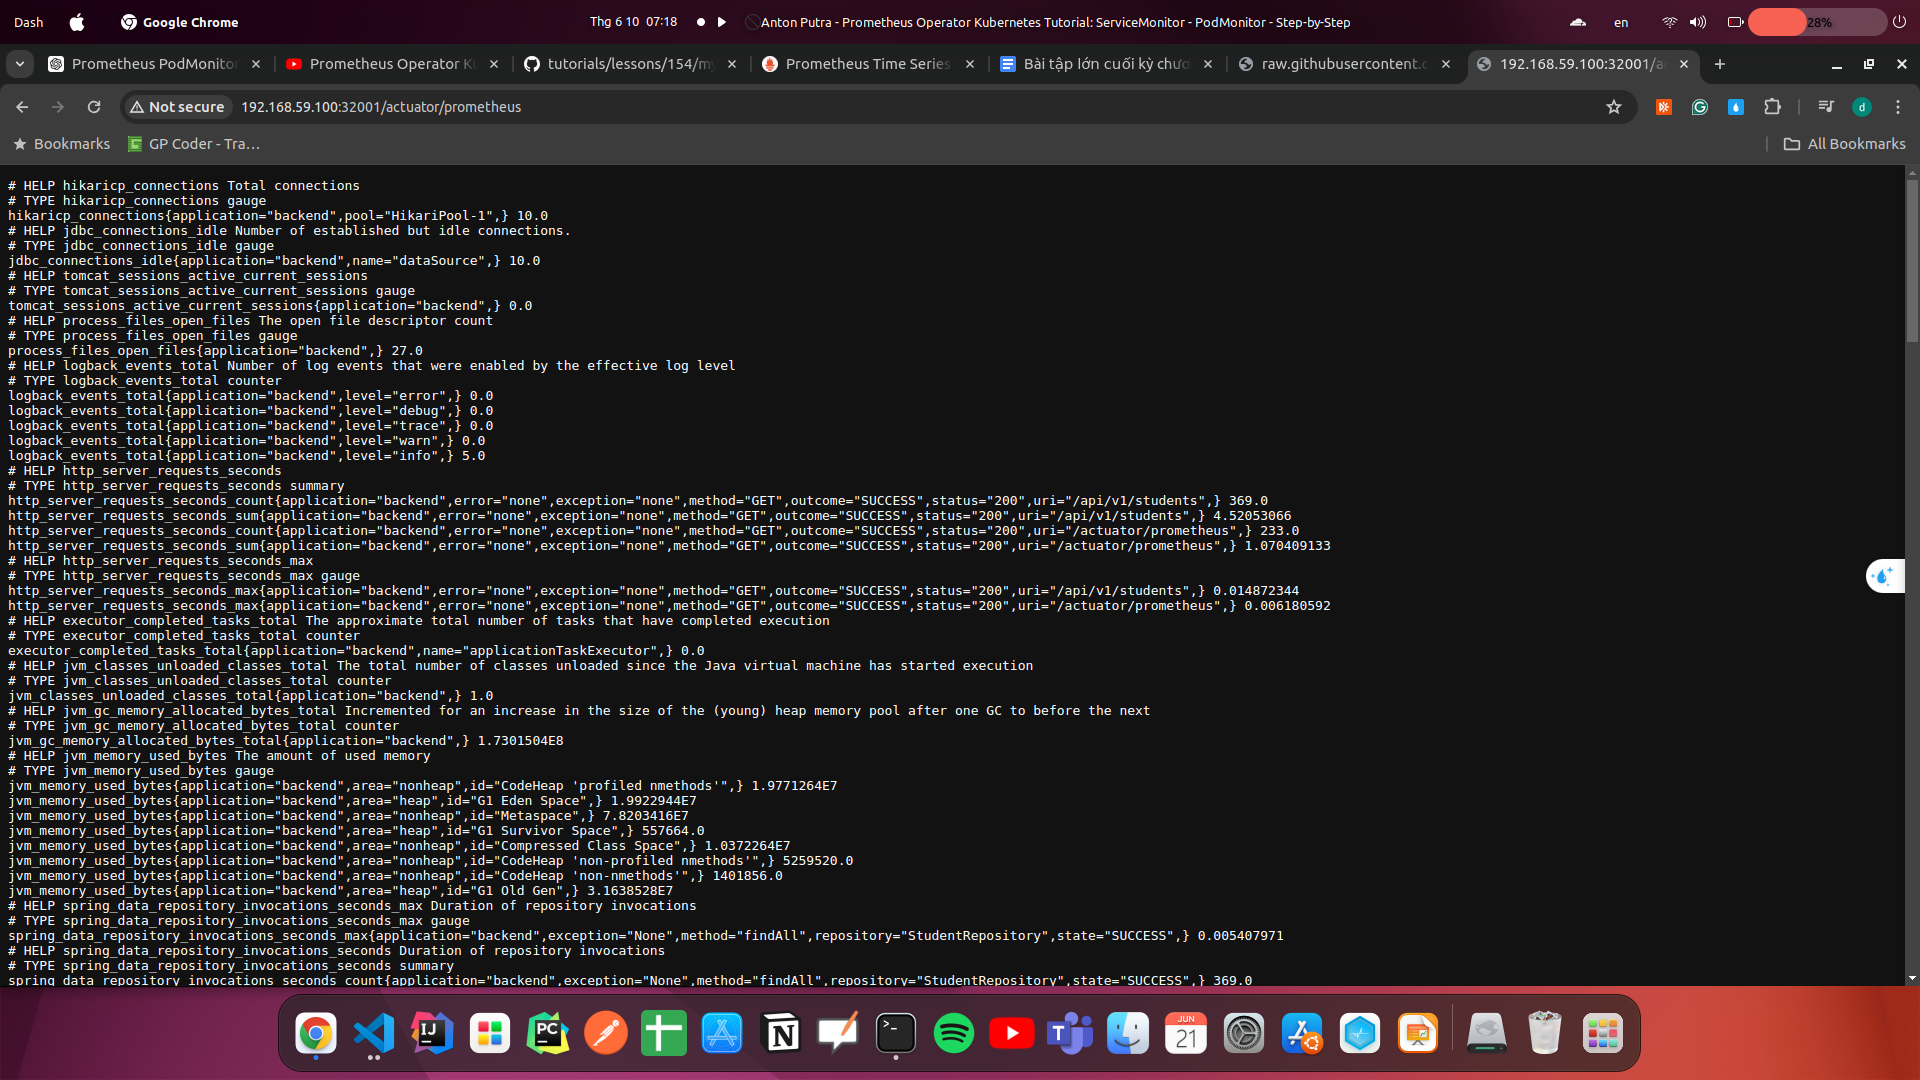 Dash
Google Chrome
Thg 6 10 07:18
Anton Putra - Prometheus Operator Kubernetes Tutorial: ServiceMonitor - PodMonitor - Step-by-Step
en
28%
Prometheus PodMonitor
Prometheus Operator Ku
tutorials/lessons/154/my
Prometheus Time Series
Bài tập lớn cuối kỳ chươ
raw.githubusercontent.c
192.168.59.100:32001/a
Not secure
192.168.59.100:32001/actuator/prometheus
d
Bookmarks
GP Coder - Tra...
All Bookmarks
# HELP hikaricp_connections Total connections
# TYPE hikaricp_connections gauge
hikaricp_connections{application="backend",pool="HikariPool-1",} 10.0
# HELP jdbc_connections_idle Number of established but idle connections.
# TYPE jdbc_connections_idle gauge
jdbc_connections_idle{application="backend",name="dataSource",} 10.0
# HELP tomcat_sessions_active_current_sessions
# TYPE tomcat_sessions_active_current_sessions gauge
tomcat_sessions_active_current_sessions{application="backend",} 0.0
# HELP process_files_open_files The open file descriptor count
# TYPE process_files_open_files gauge
process_files_open_files{application="backend",} 27.0
# HELP logback_events_total Number of log events that were enabled by the effective log level
# TYPE logback_events_total counter
logback_events_total{application="backend",level="error",} 0.0
logback_events_total{application="backend",level="debug",} 0.0
logback_events_total{application="backend",level="trace",} 0.0
logback_events_total{application="backend",level="warn",} 0.0
logback_events_total{application="backend",level="info",} 5.0
# HELP http_server_requests_seconds
# TYPE http_server_requests_seconds summary
http_server_requests_seconds_count{application="backend",error="none",exception="none",method="GET",outcome="SUCCESS",status="200",uri="/api/v1/students",} 369.0
http_server_requests_seconds_sum{application="backend",error="none",exception="none",method="GET",outcome="SUCCESS",status="200",uri="/api/v1/students",} 4.52053066
http_server_requests_seconds_count{application="backend",error="none",exception="none",method="GET",outcome="SUCCESS",status="200",uri="/actuator/prometheus",} 233.0
http_server_requests_seconds_sum{application="backend",error="none",exception="none",method="GET",outcome="SUCCESS",status="200",uri="/actuator/prometheus",} 1.070409133
# HELP http_server_requests_seconds_max
# TYPE http_server_requests_seconds_max gauge
http_server_requests_seconds_max{application="backend",error="none",exception="none",method="GET",outcome="SUCCESS",status="200",uri="/api/v1/students",} 0.014872344
http_server_requests_seconds_max{application="backend",error="none",exception="none",method="GET",outcome="SUCCESS",status="200",uri="/actuator/prometheus",} 0.006180592
# HELP executor_completed_tasks_total The approximate total number of tasks that have completed execution
# TYPE executor_completed_tasks_total counter
executor_completed_tasks_total{application="backend",name="applicationTaskExecutor",} 0.0
# HELP jvm_classes_unloaded_classes_total The total number of classes unloaded since the Java virtual machine has started execution
# TYPE jvm_classes_unloaded_classes_total counter
jvm_classes_unloaded_classes_total{application="backend",} 1.0
# HELP jvm_gc_memory_allocated_bytes_total Incremented for an increase in the size of the (young) heap memory pool after one GC to before the next
# TYPE jvm_gc_memory_allocated_bytes_total counter
jvm_gc_memory_allocated_bytes_total{application="backend",} 1.7301504E8
# HELP jvm_memory_used_bytes The amount of used memory
# TYPE jvm_memory_used_bytes gauge
jvm_memory_used_bytes{application="backend",area="nonheap",id="CodeHeap 'profiled nmethods'",} 1.9771264E7
jvm_memory_used_bytes{application="backend",area="heap",id="G1 Eden Space",} 1.9922944E7
jvm_memory_used_bytes{application="backend",area="nonheap",id="Metaspace",} 7.8203416E7
jvm_memory_used_bytes{application="backend",area="heap",id="G1 Survivor Space",} 557664.0
jvm_memory_used_bytes{application="backend",area="nonheap",id="Compressed Class Space",} 1.0372264E7
jvm_memory_used_bytes{application="backend",area="nonheap",id="CodeHeap 'non-profiled nmethods'",} 5259520.0
jvm_memory_used_bytes{application="backend",area="nonheap",id="CodeHeap 'non-nmethods'",} 1401856.0
jvm_memory_used_bytes{application="backend",area="heap",id="G1 Old Gen",} 3.1638528E7
# HELP spring_data_repository_invocations_seconds_max Duration of repository invocations
# TYPE spring_data_repository_invocations_seconds_max gauge
spring_data_repository_invocations_seconds_max{application="backend",exception="None",method="findAll",repository="StudentRepository",state="SUCCESS",} 0.005407971
# HELP spring_data_repository_invocations_seconds Duration of repository invocations
# TYPE spring_data_repository_invocations_seconds summary
spring_data_repository_invocations_seconds_count{application="backend",exception="None",method="findAll",repository="StudentRepository",state="SUCCESS",} 369.0
IJ
PC
N
T
JUN
21